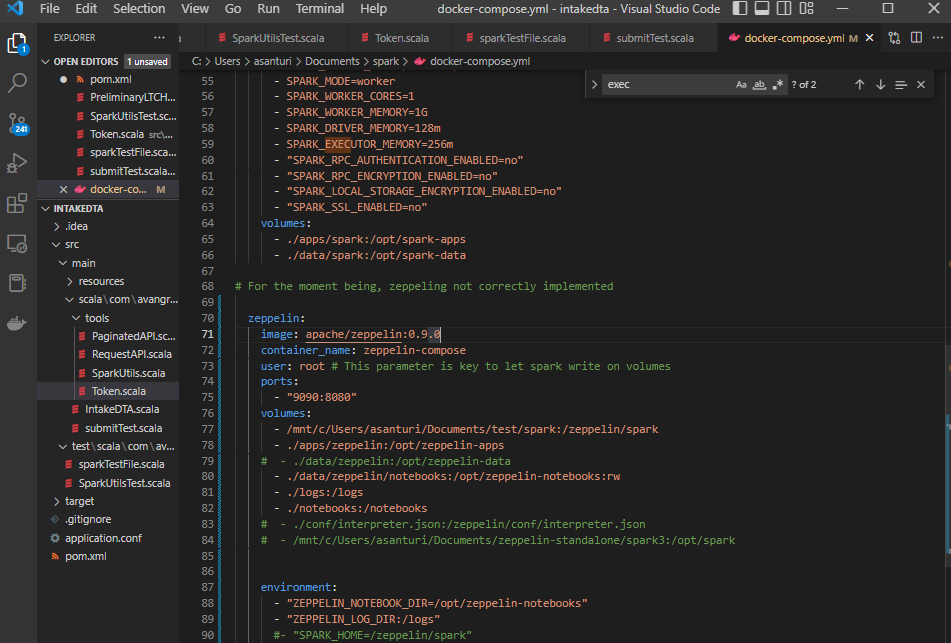 File Edit Selection View Go Run Terminal Help docker-compose.yml - intakedta - Visual Studio Code
EXPLORER
SparkUtilsTest.scala Token.scala sparkTestFile.scala submitTest.scala docker-compose.yml M
C: > Users > asanturi > Documents > spark > docker-compose.yml
exec Aa ab .* ? of 2
OPEN EDITORS 1 unsaved
pom.xml
PreliminaryLTCH...
SparkUtilsTest.sc...
Token.scala src\...
sparkTestFile.sca...
submitTest.scala...
docker-co... M
INTAKEDTA
.idea
src
main
resources
scala\com\avangr...
tools
PaginatedAPI.sc...
RequestAPI.scala
SparkUtils.scala
Token.scala
IntakeDTA.scala
submitTest.scala
test\scala\com\av...
sparkTestFile.scala
SparkUtilsTest.scala
target
.gitignore
application.conf
pom.xml
1
241
55 - SPARK_MODE=worker
56 - SPARK_WORKER_CORES=1
57 - SPARK_WORKER_MEMORY=1G
58 - SPARK_DRIVER_MEMORY=128m
59 - SPARK_EXECUTOR_MEMORY=256m
60 - "SPARK_RPC_AUTHENTICATION_ENABLED=no"
61 - "SPARK_RPC_ENCRYPTION_ENABLED=no"
62 - "SPARK_LOCAL_STORAGE_ENCRYPTION_ENABLED=no"
63 - "SPARK_SSL_ENABLED=no"
64 volumes:
65 - ./apps/spark:/opt/spark-apps
66 - ./data/spark:/opt/spark-data
67
68 # For the moment being, zeppeling not correctly implemented
69
70 zeppelin:
71 image: apache/zeppelin:0.9.0
72 container_name: zeppelin-compose
73 user: root # This parameter is key to let spark write on volumes
74 ports:
75 - "9090:8080"
76 volumes:
77 - /mnt/c/Users/asanturi/Documents/test/spark:/zeppelin/spark
78 - ./apps/zeppelin:/opt/zeppelin-apps
79 # - ./data/zeppelin:/opt/zeppelin-data
80 - ./data/zeppelin/notebooks:/opt/zeppelin-notebooks:rw
81 - ./logs:/logs
82 - ./notebooks:/notebooks
83 # - ./conf/interpreter.json:/zeppelin/conf/interpreter.json
84 # - /mnt/c/Users/asanturi/Documents/zeppelin-standalone/spark3:/opt/spark
85
86
87 environment:
88 - "ZEPPELIN_NOTEBOOK_DIR=/opt/zeppelin-notebooks"
89 - "ZEPPELIN_LOG_DIR:/logs"
90 #- "SPARK_HOME=/zeppelin/spark"